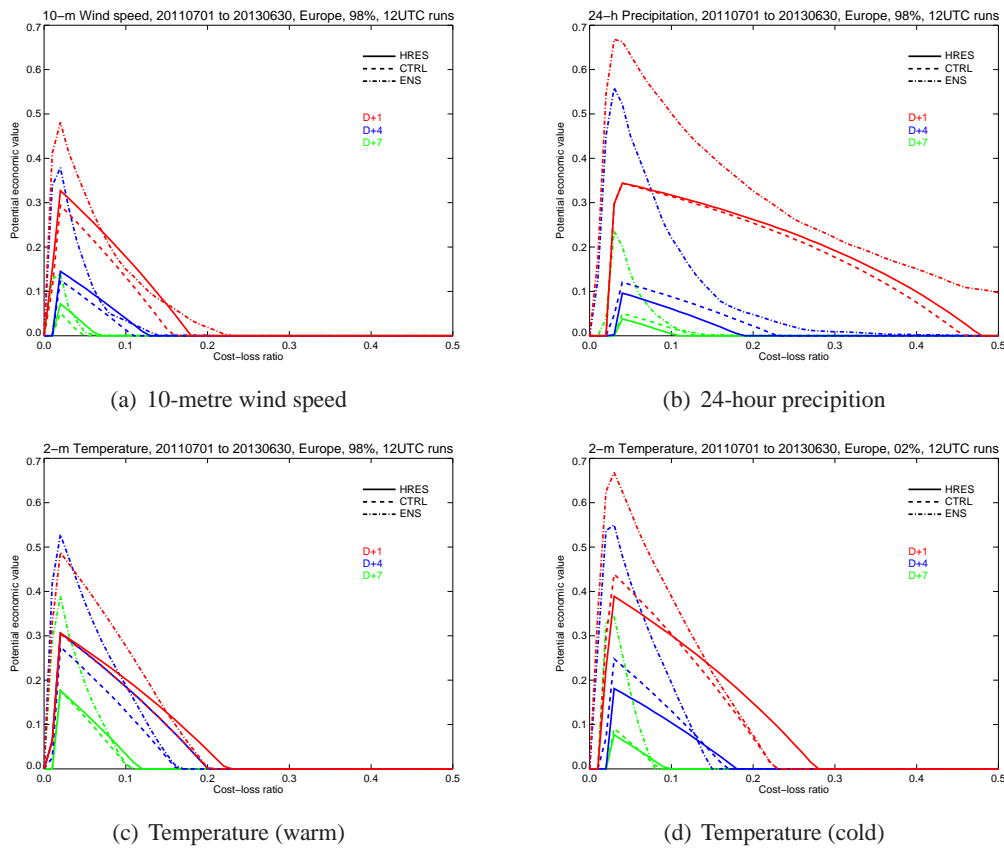 10−m Wind speed, 20110701 to 20130630, Europe, 98%, 12UTC runs
0.7
0.6
0.5
0.4
0.3
0.2
0.1
0.0
Potential economic value
HRES
CTRL
ENS
D+1
D+4
D+7
0.0 0.1 0.2 0.3 0.4 0.5
Cost−loss ratio
(a) 10-metre wind speed
24−h Precipitation, 20110701 to 20130630, Europe, 98%, 12UTC runs
0.7
0.6
0.5
0.4
0.3
0.2
0.1
0.0
Potential economic value
HRES
CTRL
ENS
D+1
D+4
D+7
0.0 0.1 0.2 0.3 0.4 0.5
Cost−loss ratio
(b) 24-hour precipition
2−m Temperature, 20110701 to 20130630, Europe, 98%, 12UTC runs
0.7
0.6
0.5
0.4
0.3
0.2
0.1
0.0
Potential economic value
HRES
CTRL
ENS
D+1
D+4
D+7
0.0 0.1 0.2 0.3 0.4 0.5
Cost−loss ratio
(c) Temperature (warm)
2−m Temperature, 20110701 to 20130630, Europe, 02%, 12UTC runs
0.7
0.6
0.5
0.4
0.3
0.2
0.1
0.0
Potential economic value
HRES
CTRL
ENS
D+1
D+4
D+7
0.0 0.1 0.2 0.3 0.4 0.5
Cost−loss ratio
(d) Temperature (cold)